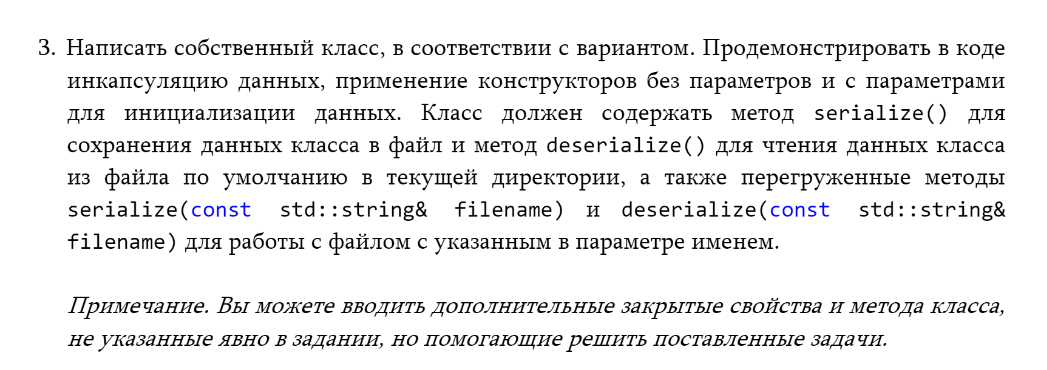 3. Написать собственный класс, в соответствии с вариантом. Продемонстрировать в коде
инкапсуляцию данных, применение конструкторов без параметров и с параметрами
для инициализации данных. Класс должен содержать метод serialize() для
сохранения данных класса в файл и метод deserialize() для чтения данных класса
из файла по умолчанию в текущей директории, а также перегруженные методы
serialize(const std::string& filename) и deserialize(const std::string&
filename) для работы с файлом с указанным в параметре именем.
Примечание. Вы можете вводить дополнительные закрытые свойства и метода класса,
не указанные явно в задании, но помогающие решить поставленные задачи.